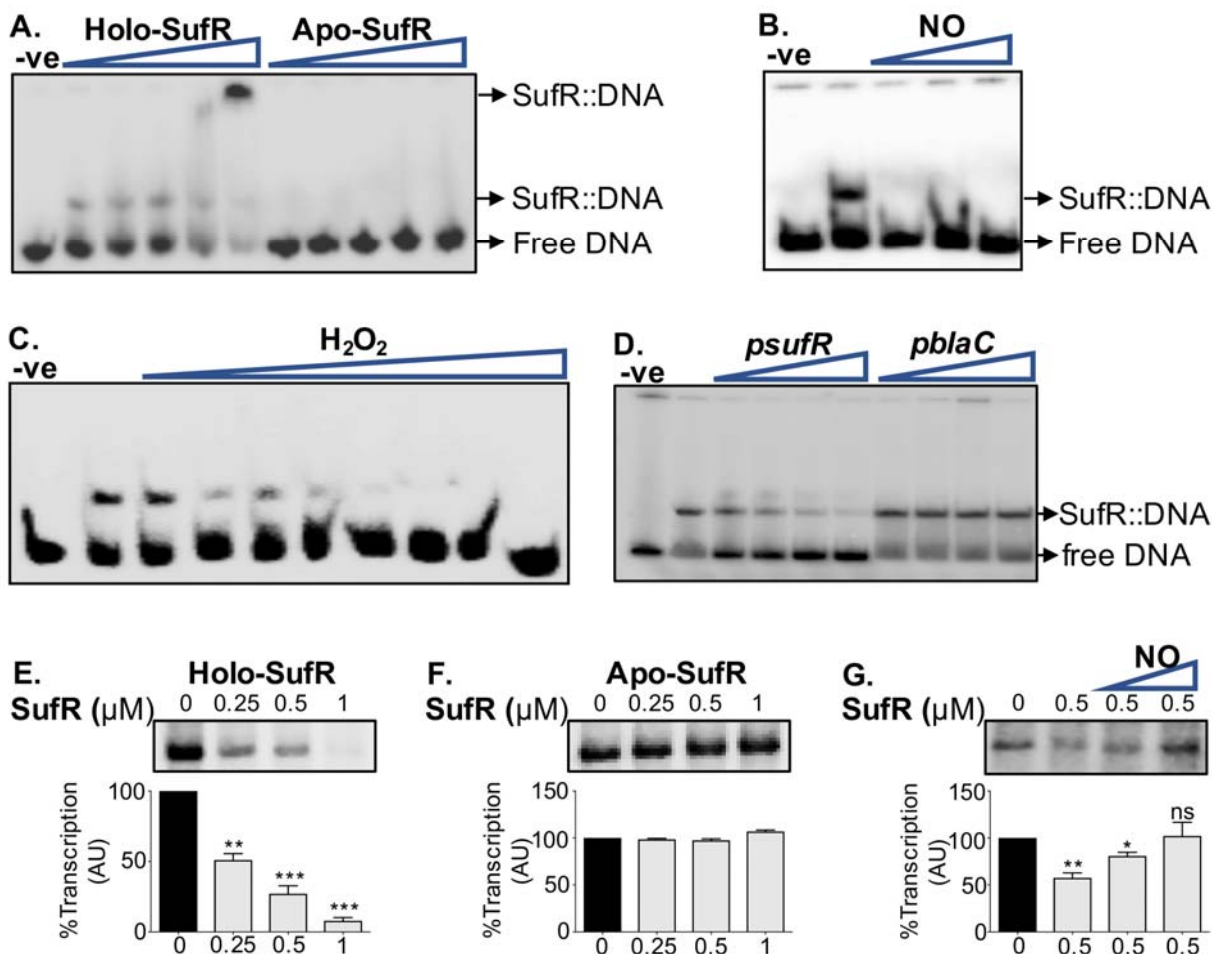 A. Holo-SufR Apo-SufR
-ve
SufR::DNA
SufR::DNA
Free DNA
B. NO
-ve
SufR::DNA
Free DNA
C. H2O2
-ve
D. psufR pblaC
-ve
SufR::DNA
free DNA
E. Holo-SufR
SufR (µM) 0 0.25 0.5 1
%Transcription
(AU)
100
50
0
** *** ***
0 0.25 0.5 1
F. Apo-SufR
SufR (µM) 0 0.25 0.5 1
%Transcription
(AU)
150
100
50
0
0 0.25 0.5 1
G. NO
SufR (µM) 0 0.5 0.5 0.5
%Transcription
(AU)
150
100
50
0
** * ns
0 0.5 0.5 0.5